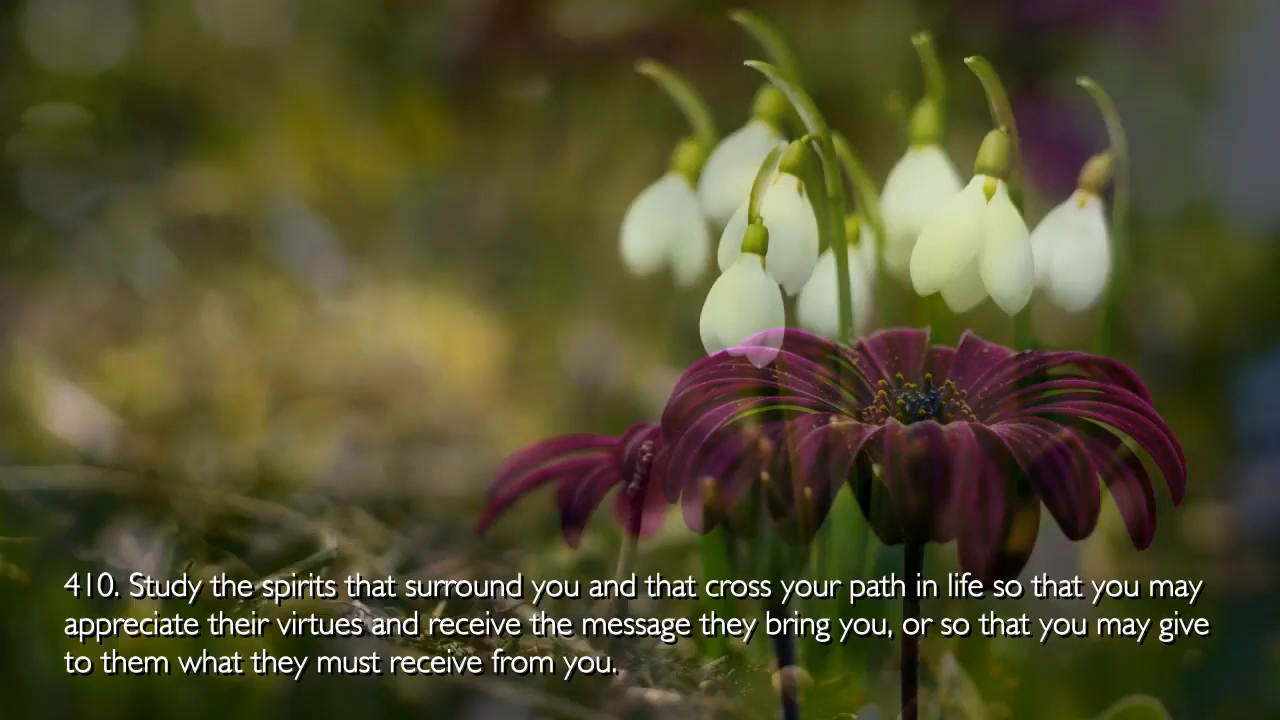 410. Study the spirits that surround you and that cross your path in life so that you may
appreciate their virtues and receive the message they bring you, or so that you may give
to them what they must receive from you.